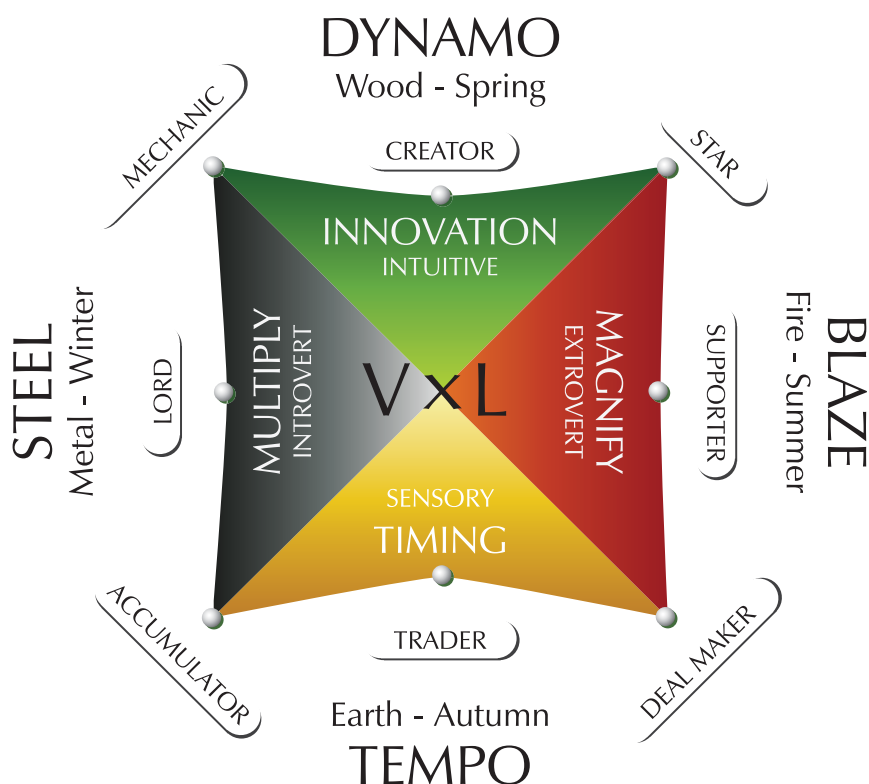 DYNAMO
Wood - Spring
MECHANIC
CREATOR
STAR
INNOVATION
INTUITIVE
STEEL
Metal - Winter
LORD
MULTIPLY
INTROVERT
V x L
MAGNIFY
EXTROVERT
SUPPORTER
Fire - Summer
BLAZE
SENSORY
TIMING
ACCUMULATOR
TRADER
DEAL MAKER
Earth - Autumn
TEMPO